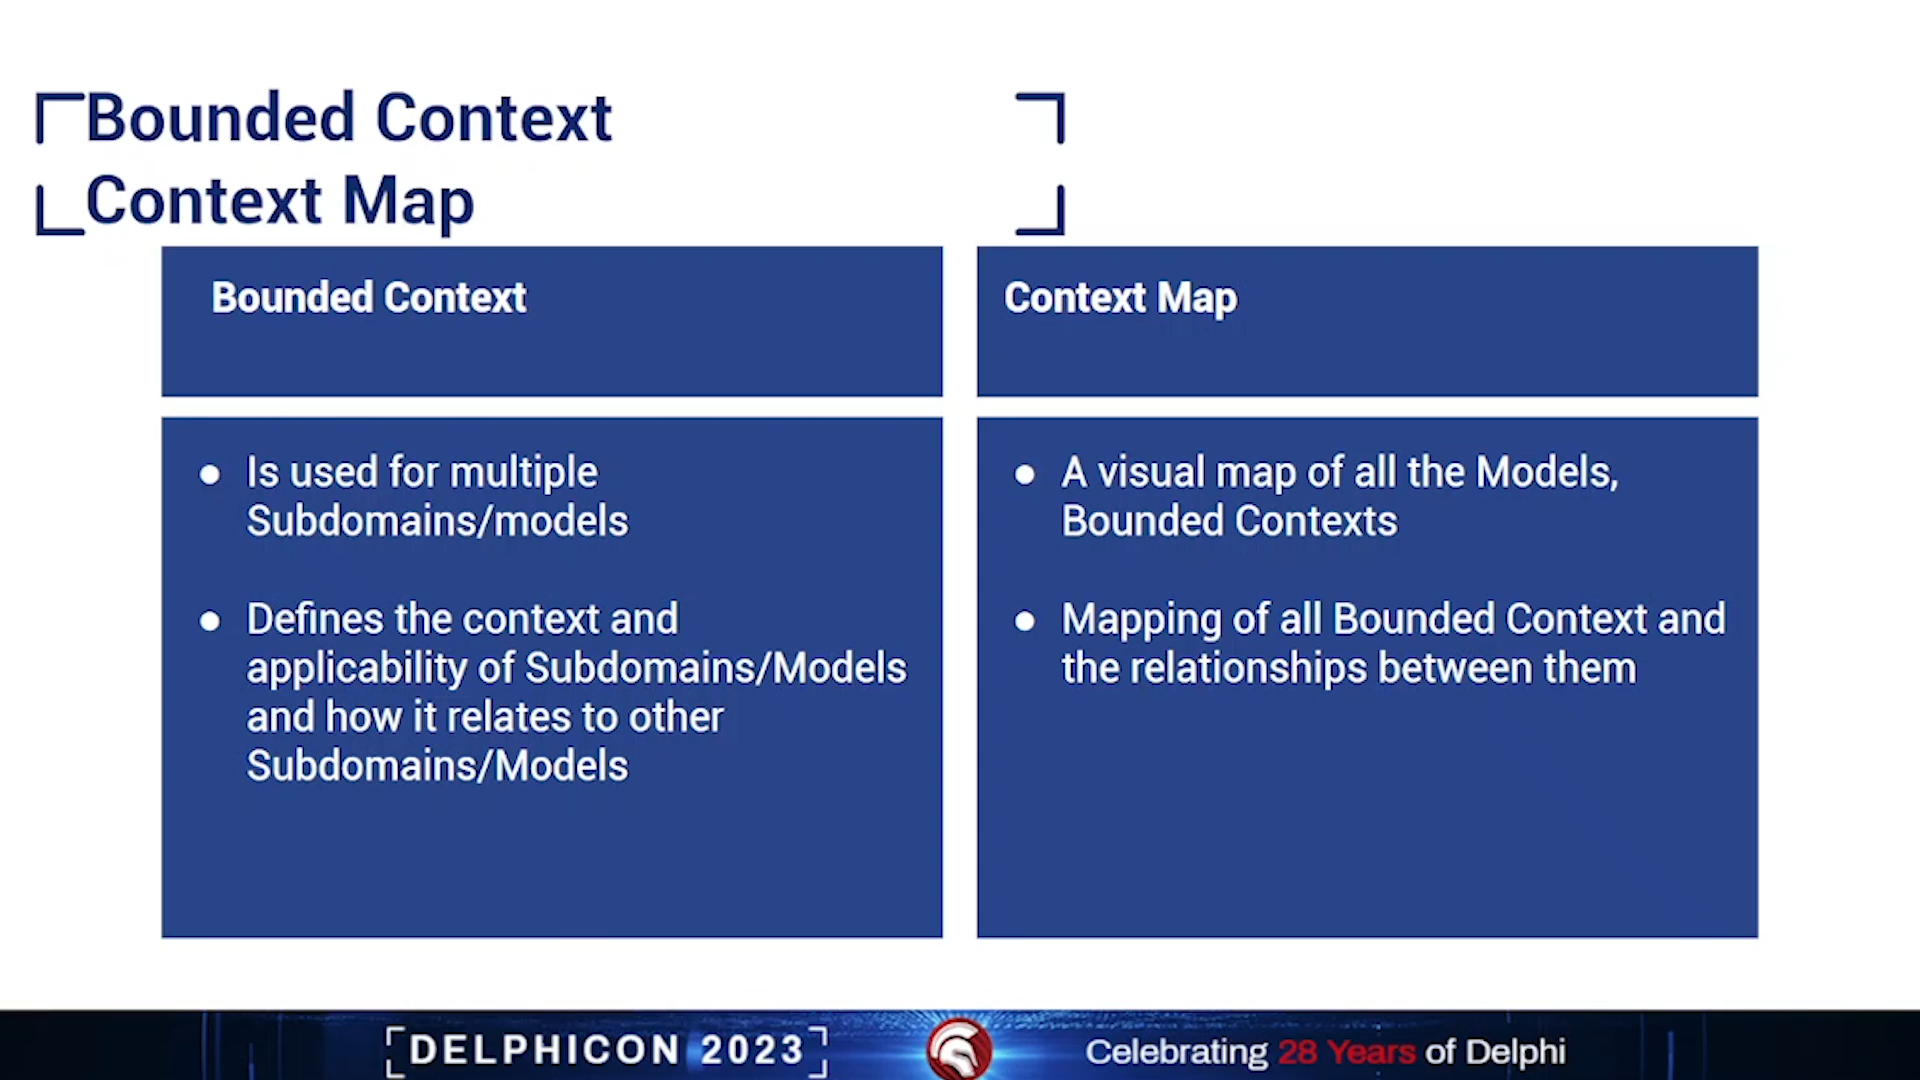 Bounded Context
Context Map
Bounded Context
● Is used for multiple
Subdomains/models
● Defines the context and
applicability of Subdomains/Models
and how it relates to other
Subdomains/Models
Context Map
● A visual map of all the Models,
Bounded Contexts
● Mapping of all Bounded Context and
the relationships between them
DELPHICON 2023
Celebrating 28 Years of Delphi